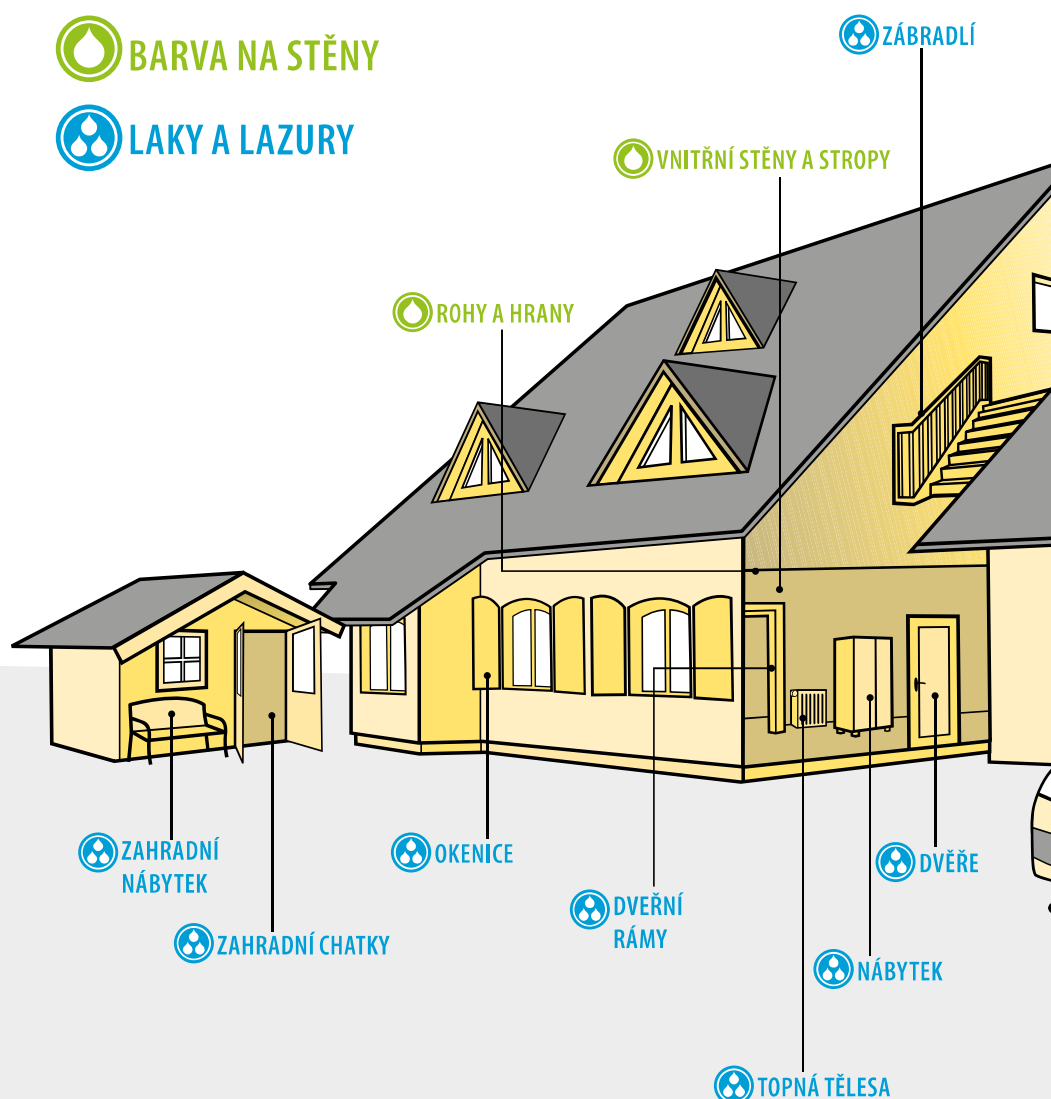 BARVA NA STĚNY
LAKY A LAZURY
ZÁBRADLÍ
VNITŘNÍ STĚNY A STROPY
ROHY A HRANY
ZAHRADNÍ
NÁBYTEK
ZAHRADNÍ CHATKY
OKENICE
DVEŘNÍ
RÁMY
DVĚŘE
NÁBYTEK
TOPNÁ TĚLESA